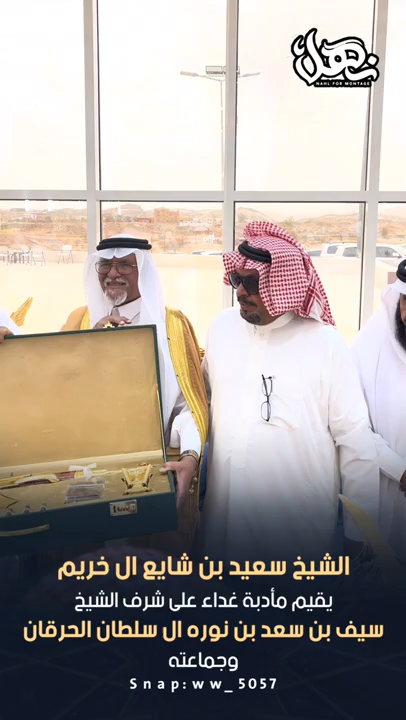 نهل
NAHL FOR MONTAGE
الشيخ سعيد بن شايع ال خريم
يقيم مأدبة غداء على شرف الشيخ
سيف بن سعد بن نوره ال سلطان الحرقان
وجماعته
Snap:ww_5057